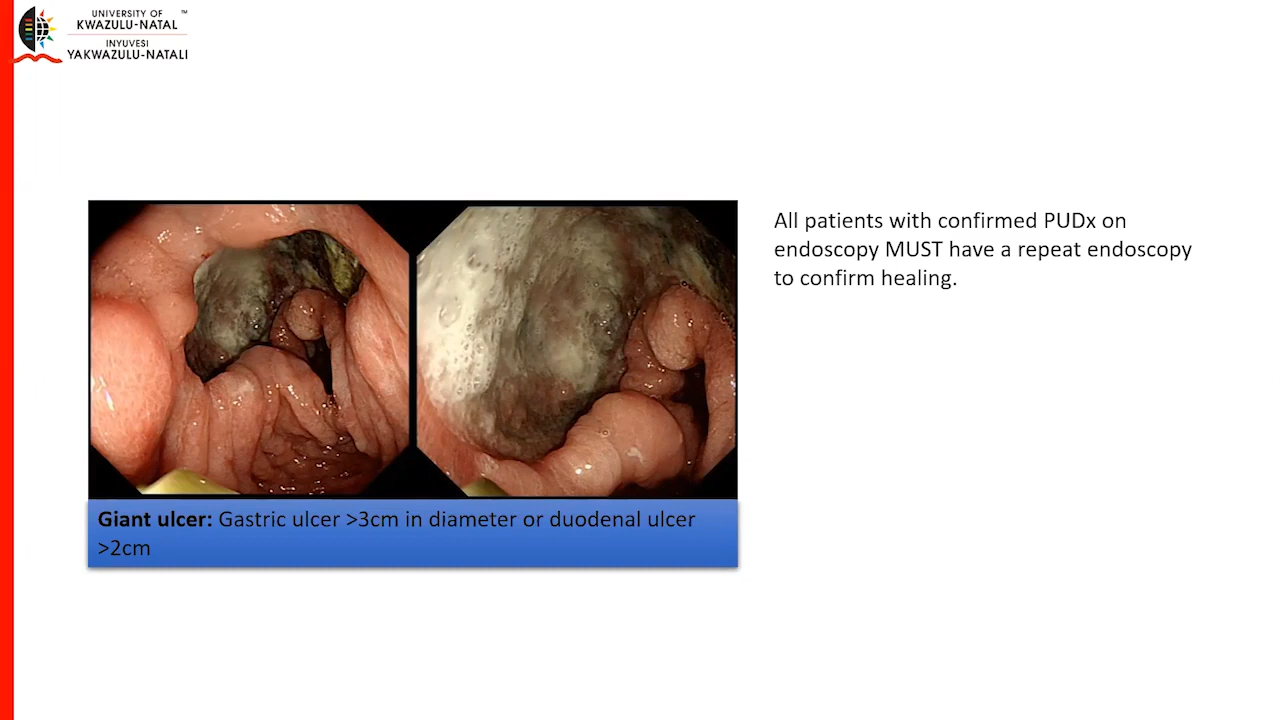 UNIVERSITY OF ™
KWAZULU-NATAL
INYUVESI
YAKWAZULU-NATALI
All patients with confirmed PUDx on
endoscopy MUST have a repeat endoscopy
to confirm healing.
Giant ulcer: Gastric ulcer >3cm in diameter or duodenal ulcer
>2cm